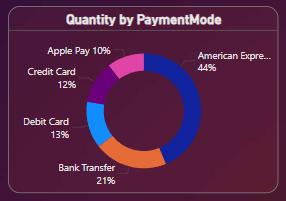 Quantity by PaymentMode
Apple Pay 10%
American Expre...
44%
Credit Card
12%
Debit Card
13%
Bank Transfer
21%